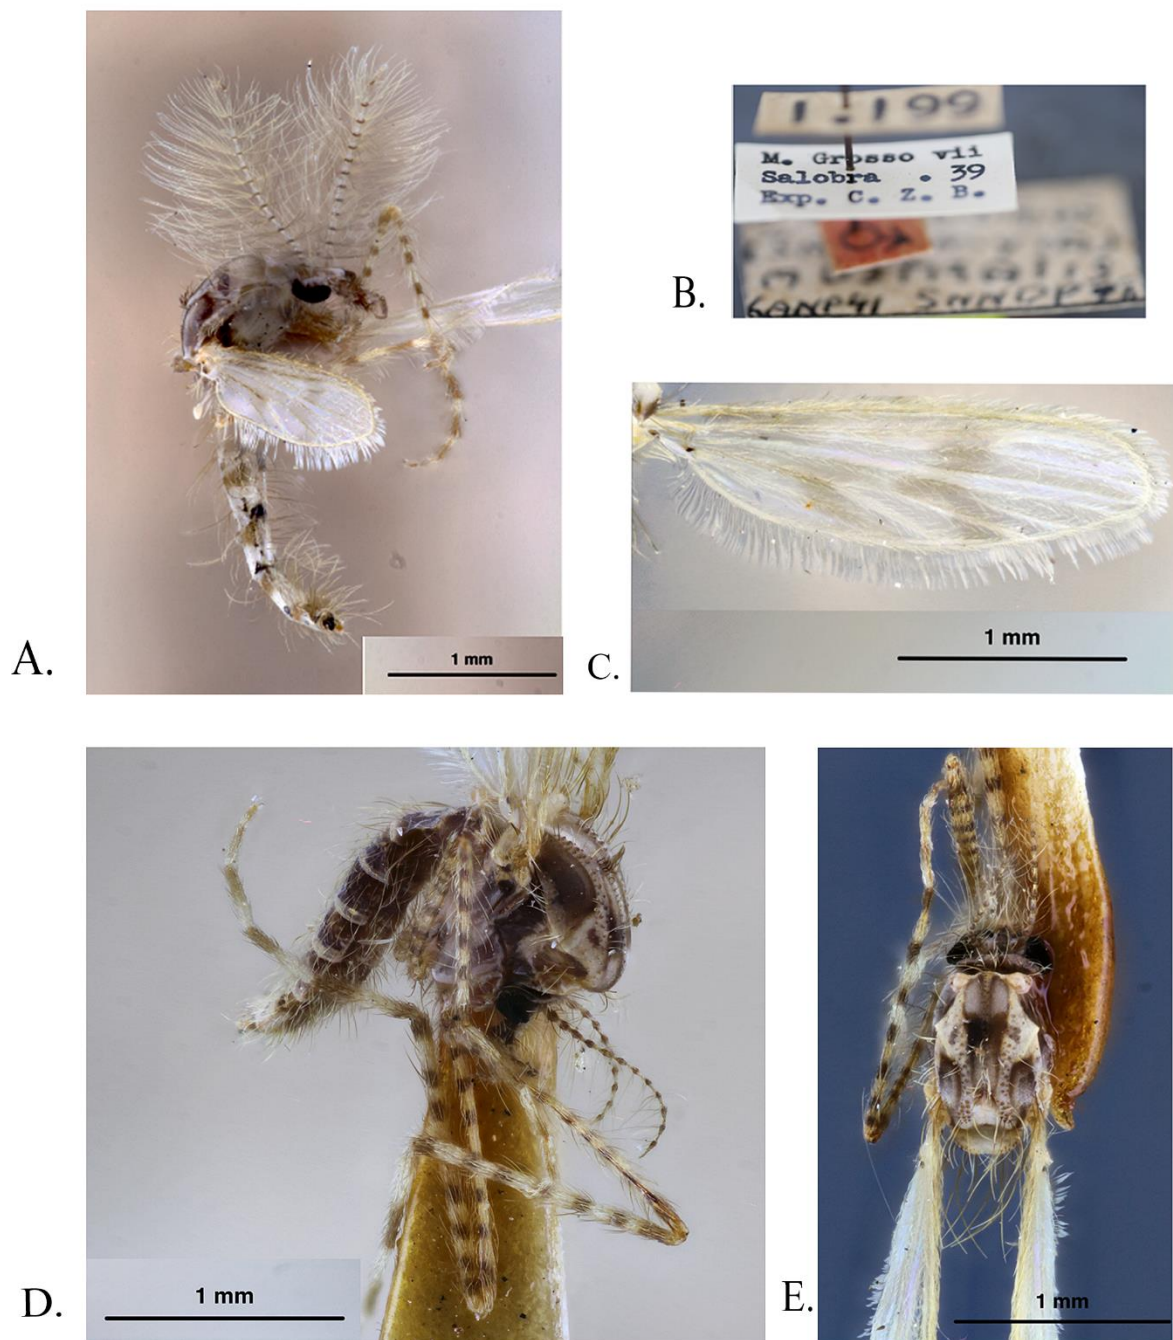 1.199
M. Grosso vii
Salobra . 39
Exp. C. Z. B.
B.
1 mm
A.
1 mm
C.
1 mm
D.
1 mm
E.